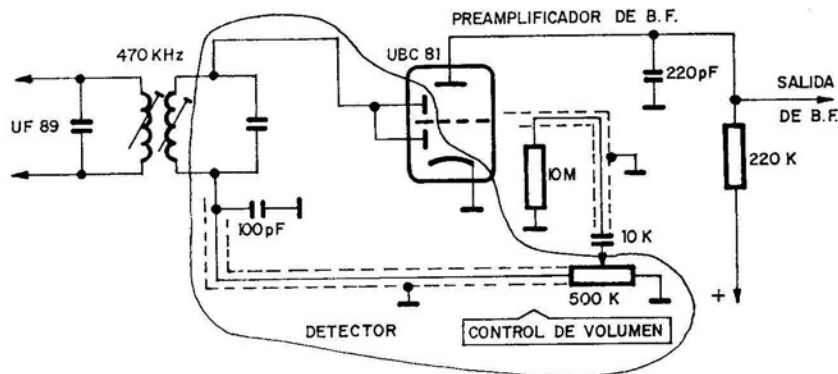 PREAMPLIFICADOR DE B.F.
470 KHz
UBC 81
220pF
SALIDA
DE B.F.
UF 89
220 K
10M
100pF
10 K
+
500 K
DETECTOR
CONTROL DE VOLUMEN